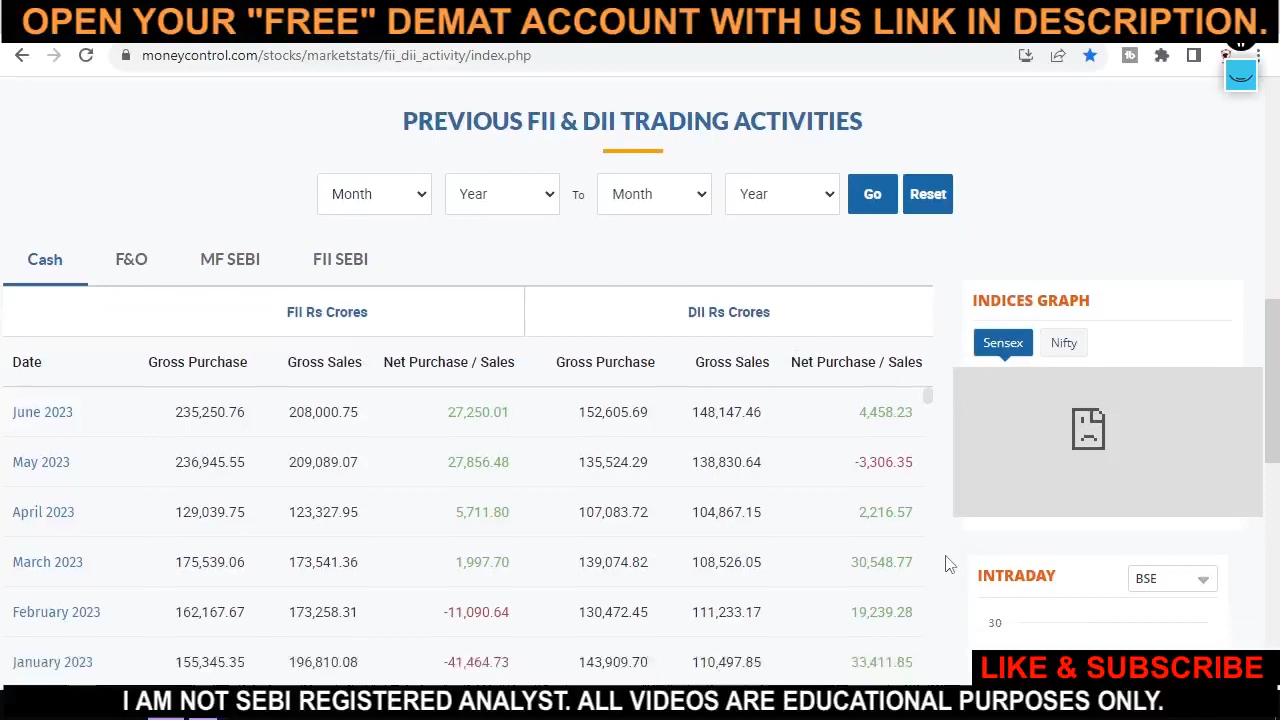 OPEN YOUR "FREE" DEMAT ACCOUNT WITH US LINK IN DESCRIPTION.
moneycontrol.com/stocks/marketstats/fii_dii_activity/index.php
PREVIOUS FII & DII TRADING ACTIVITIES
Month Year To Month Year Go Reset
Cash F&O MF SEBI FII SEBI
FII Rs Crores DII Rs Crores
Date Gross Purchase Gross Sales Net Purchase / Sales Gross Purchase Gross Sales Net Purchase / Sales
June 2023 235,250.76 208,000.75 27,250.01 152,605.69 148,147.46 4,458.23
May 2023 236,945.55 209,089.07 27,856.48 135,524.29 138,830.64 -3,306.35
April 2023 129,039.75 123,327.95 5,711.80 107,083.72 104,867.15 2,216.57
March 2023 175,539.06 173,541.36 1,997.70 139,074.82 108,526.05 30,548.77
February 2023 162,167.67 173,258.31 -11,090.64 130,472.45 111,233.17 19,239.28
January 2023 155,345.35 196,810.08 -41,464.73 143,909.70 110,497.85 33,411.85
INDICES GRAPH
Sensex Nifty
INTRADAY BSE
30
LIKE & SUBSCRIBE
I AM NOT SEBI REGISTERED ANALYST. ALL VIDEOS ARE EDUCATIONAL PURPOSES ONLY.